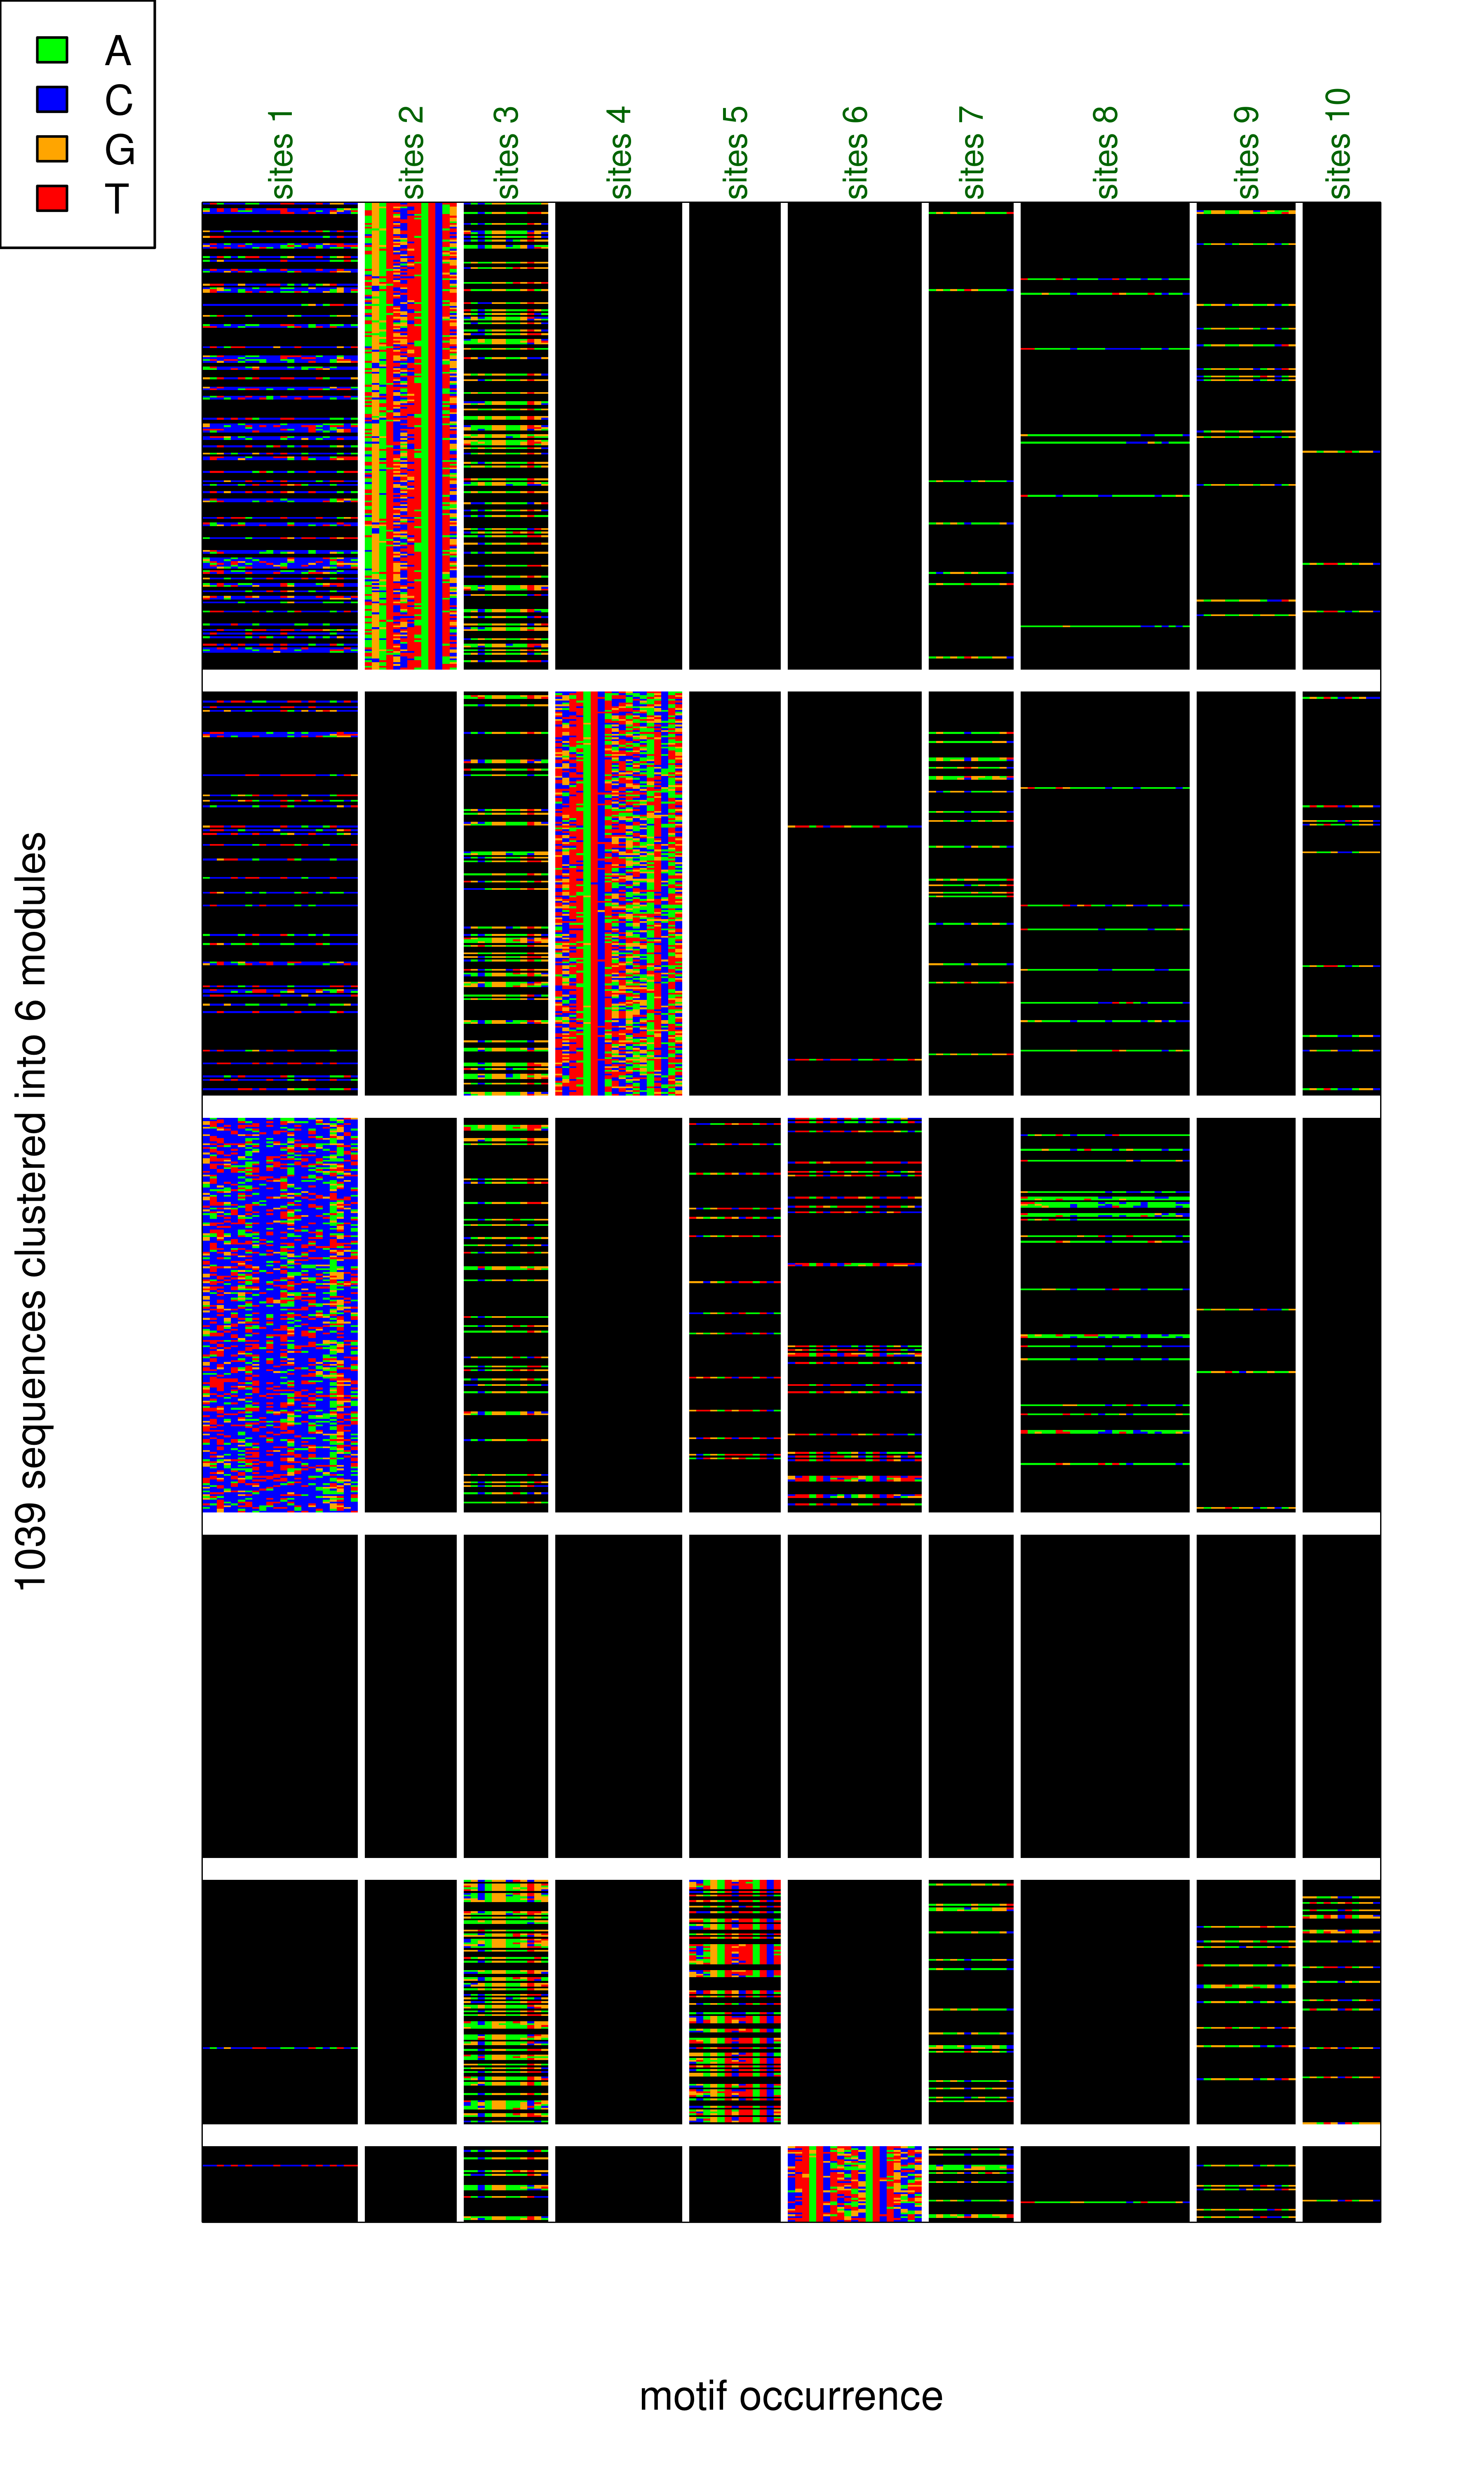 A
C
G
T
sites 1
sites 2
sites 3
sites 4
sites 5
sites 6
sites 7
sites 8
sites 9
sites 10
1039 sequences clustered into 6 modules
motif occurrence